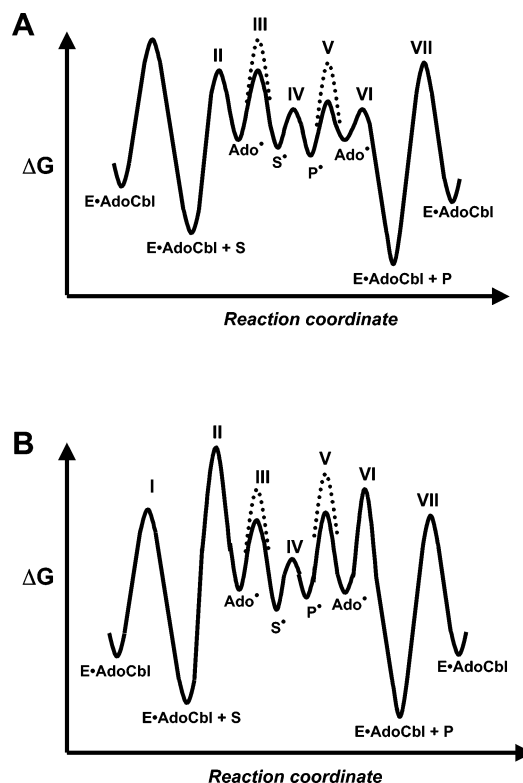 A
III
II
V
VII
IV
VI
Ado•
S•
P•
Ado•
ΔG
E•AdoCbl
E•AdoCbl
E•AdoCbl + S
E•AdoCbl + P
Reaction coordinate
B
II
V
III
VI
I
VII
IV
ΔG
Ado•
S•
P•
Ado•
E•AdoCbl
E•AdoCbl
E•AdoCbl + S
E•AdoCbl + P
Reaction coordinate